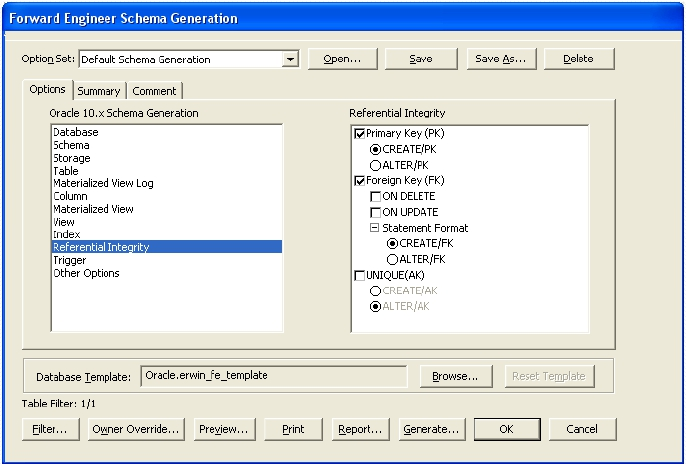 Forward Engineer Schema Generation
Option Set: Default Schema Generation Open... Save Save As... Delete
Options Summary Comment
Oracle 10.x Schema Generation
Database
Schema
Storage
Table
Materialized View Log
Column
Materialized View
View
Index
Referential Integrity
Trigger
Other Options
Referential Integrity
Primary Key (PK)
CREATE/PK
ALTER/PK
Foreign Key (FK)
ON DELETE
ON UPDATE
Statement Format
CREATE/FK
ALTER/FK
UNIQUE(AK)
CREATE/AK
ALTER/AK
Database Template: Oracle.erwin_fe_template Browse... Reset Template
Table Filter: 1/1
Filter... Owner Override... Preview... Print Report... Generate... OK Cancel